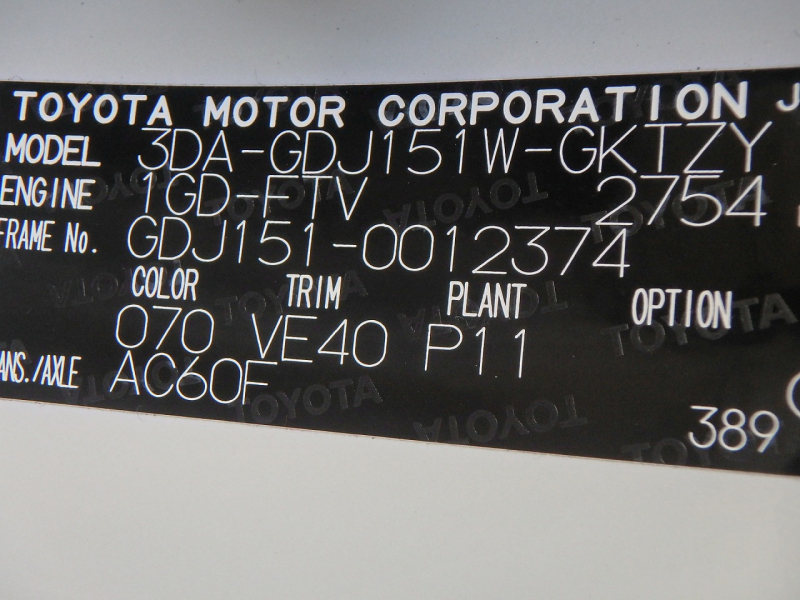 TOYOTA MOTOR CORPORATION J
MODEL 3DA-GDJ151W-GKTZY
ENGINE 1GD-FTV 2754
FRAME No. GDJ151-0012374
COLOR TRIM PLANT OPTION
070 VE40 P11
ANS./AXLE AC60F
389